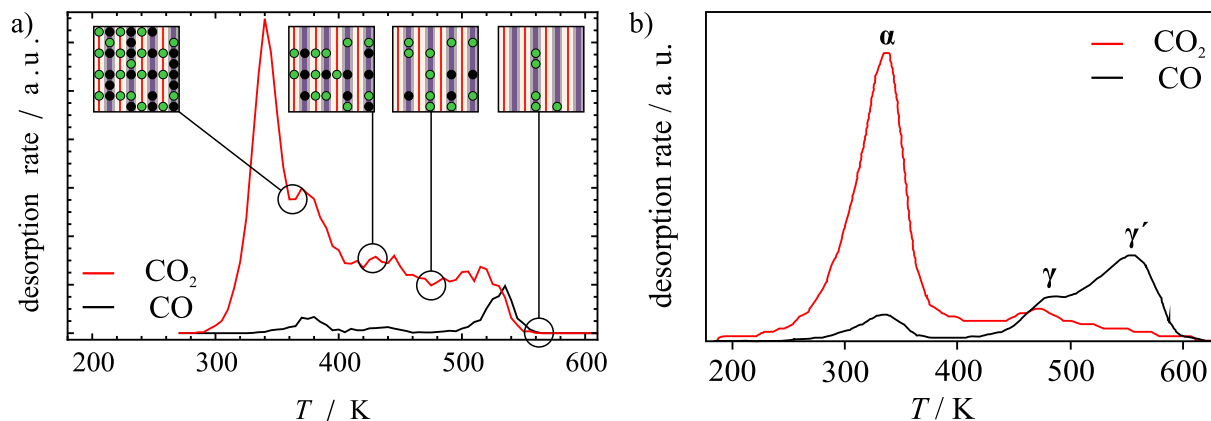 a)
desorption rate / a. u.
CO₂
CO
200 300 400 500 600
T / K
b)
desorption rate / a. u.
α
γ
γ´
CO₂
CO
200 300 400 500 600
T / K